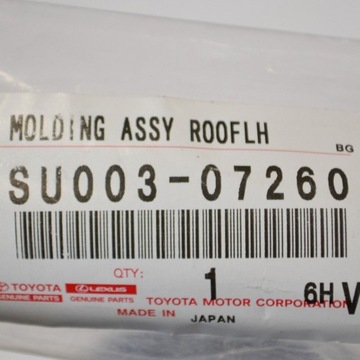 MOLDING ASSY ROOFLH
BG
SU003-07260
QTY: 1 6H V
TOYOTA LEXUS
GENUINE PARTS GENUINE PARTS TOYOTA MOTOR CORPORATION
MADE IN JAPAN